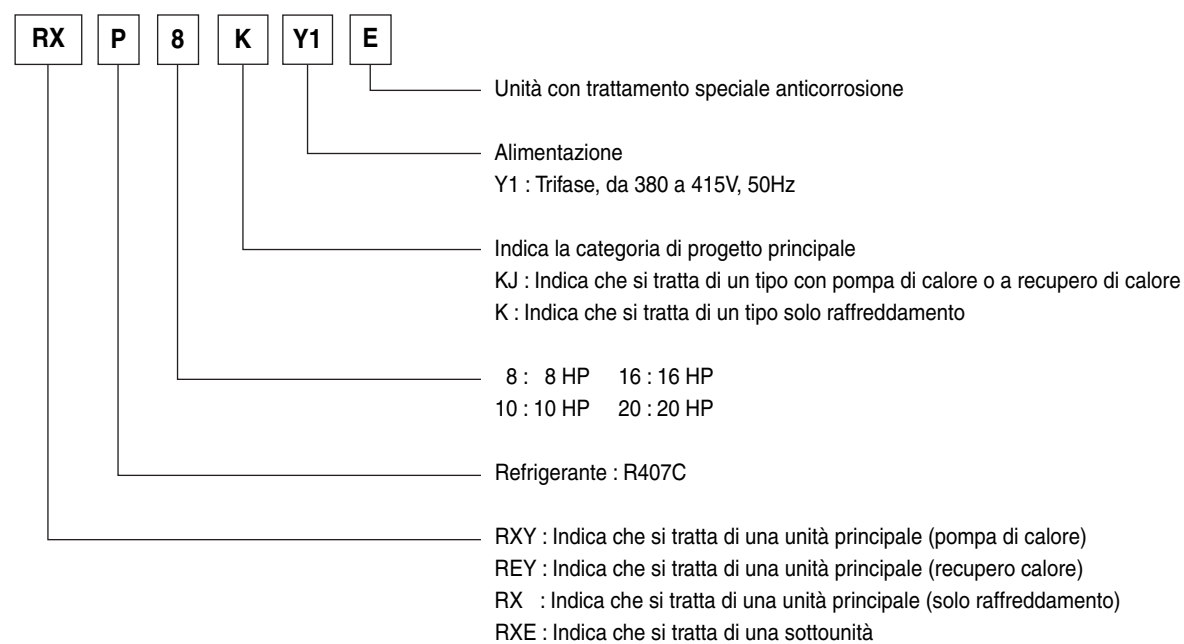 RX P 8 K Y1 E
Unità con trattamento speciale anticorrosione
Alimentazione
Y1 : Trifase, da 380 a 415V, 50Hz
Indica la categoria di progetto principale
KJ : Indica che si tratta di un tipo con pompa di calore o a recupero di calore
K : Indica che si tratta di un tipo solo raffreddamento
8 : 8 HP 16 : 16 HP
10 : 10 HP 20 : 20 HP
Refrigerante : R407C
RXY : Indica che si tratta di una unità principale (pompa di calore)
REY : Indica che si tratta di una unità principale (recupero calore)
RX : Indica che si tratta di una unità principale (solo raffreddamento)
RXE : Indica che si tratta di una sottounità